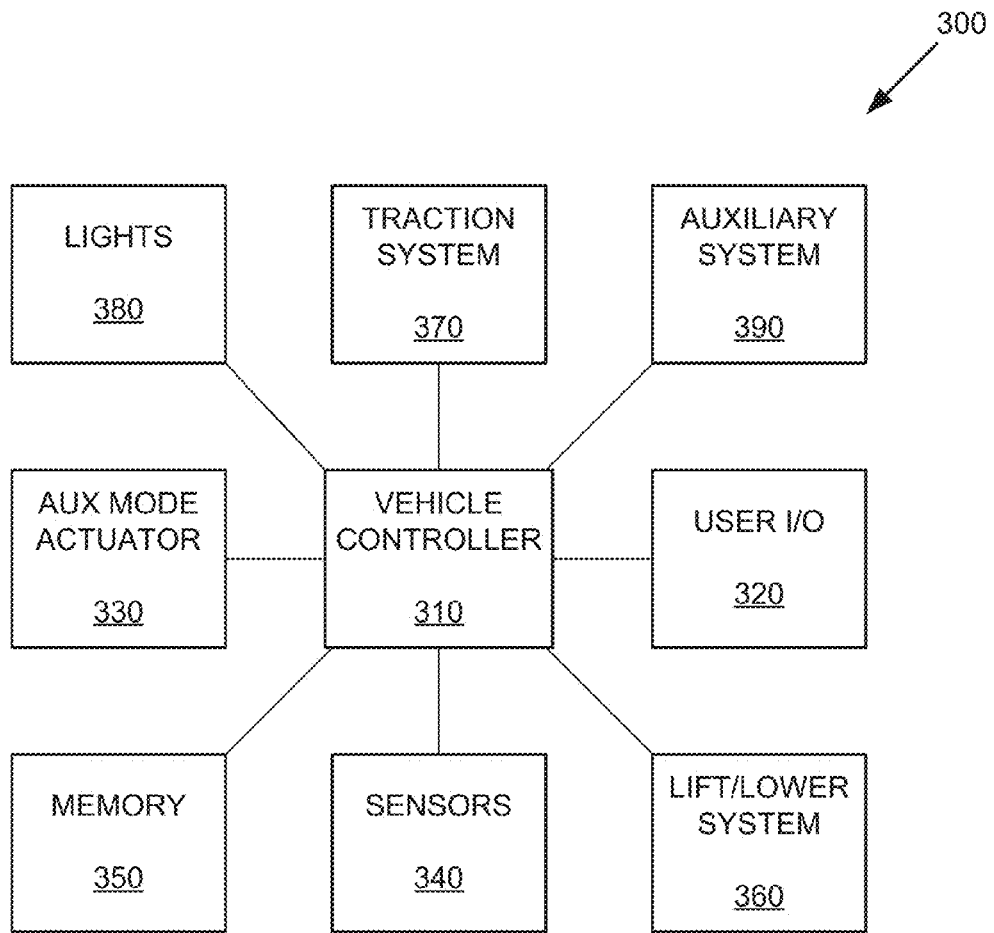 300
LIGHTS
380
TRACTION
SYSTEM
370
AUXILIARY
SYSTEM
390
AUX MODE
ACTUATOR
330
VEHICLE
CONTROLLER
310
USER I/O
320
MEMORY
350
SENSORS
340
LIFT/LOWER
SYSTEM
360